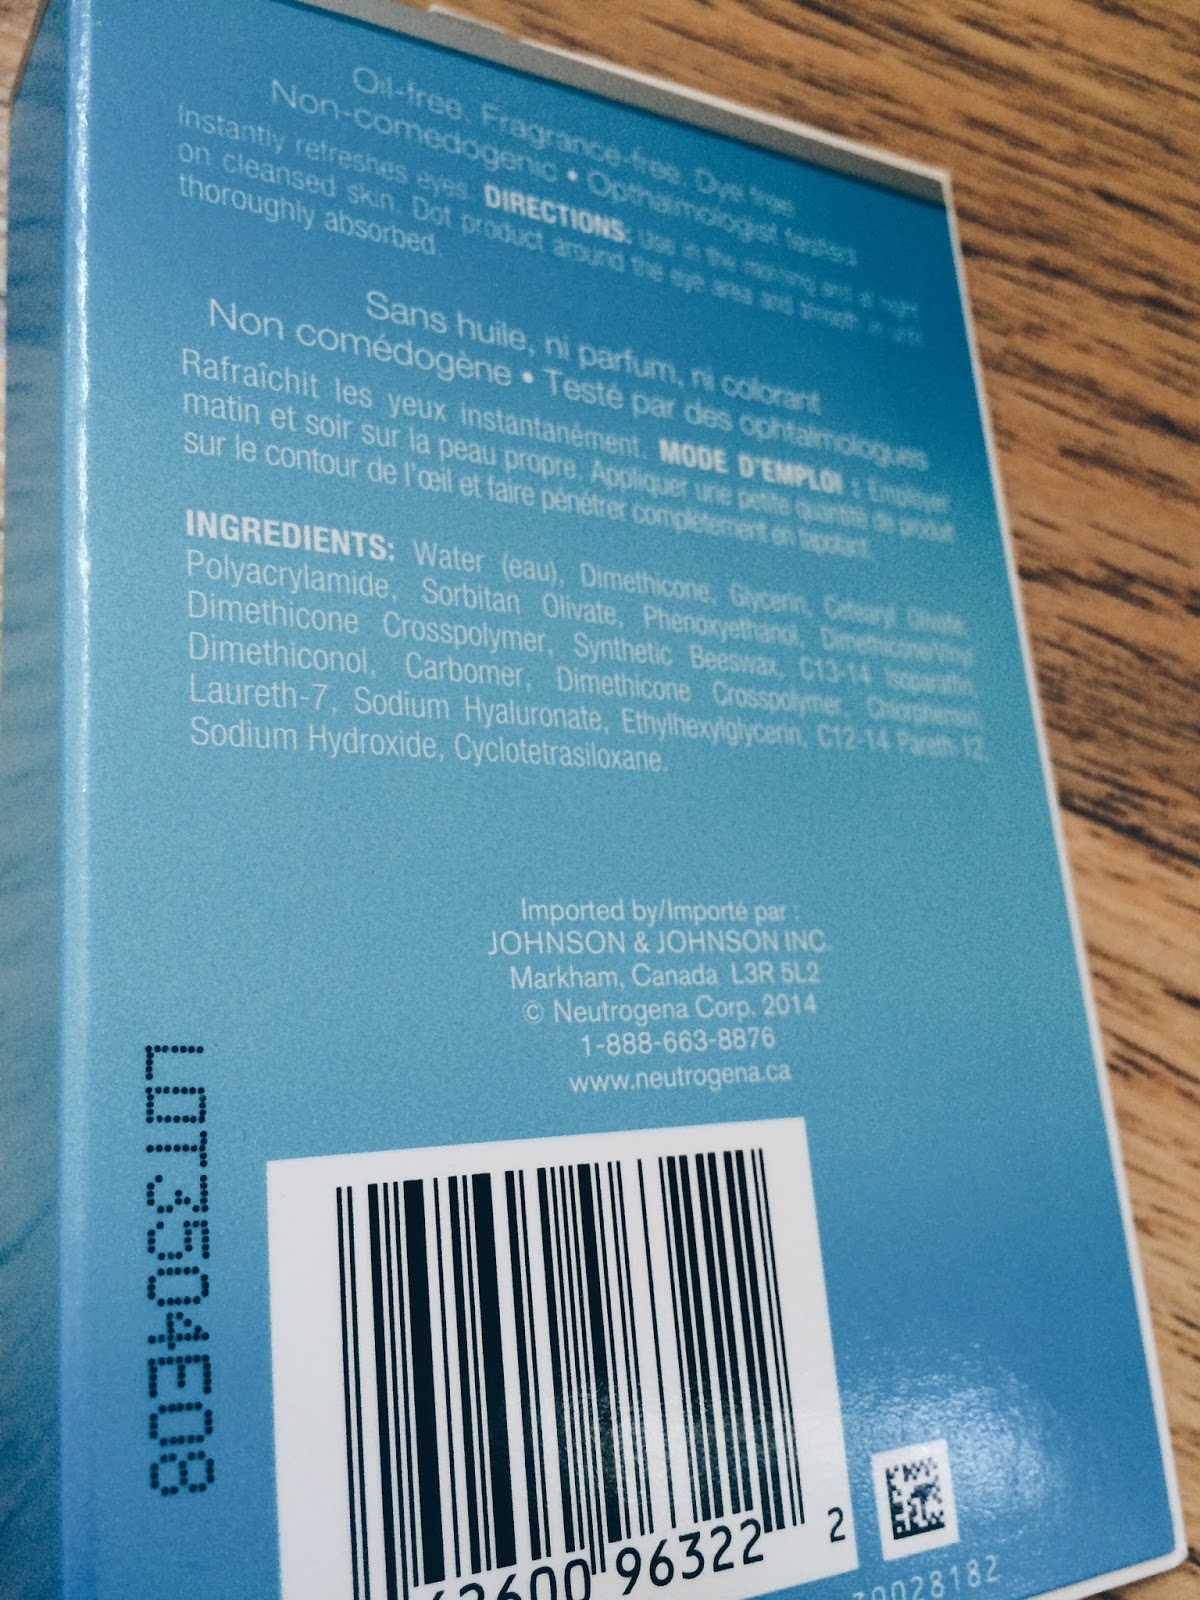 Oil-free, Fragrance-free, Dye free
Non-comedogenic • Opthalmologist tested
Instantly refreshes eyes. DIRECTIONS: Use in the morning and at night
on cleansed skin. Dot product around the eye area and smooth in until
thoroughly absorbed.
Sans huile, ni parfum, ni colorant
Non comédogène • Testé par des ophtalmologues
Rafraîchit les yeux instantanément. MODE D'EMPLOI : Employer
matin et soir sur la peau propre. Appliquer une petite quantité de produit
sur le contour de l'œil et faire pénétrer complètement en tapotant.
INGREDIENTS: Water (eau), Dimethicone, Glycerin, Cetearyl Olivate,
Polyacrylamide, Sorbitan Olivate, Phenoxyethanol, Dimethicone/Vinyl
Dimethicone Crosspolymer, Synthetic Beeswax, C13-14 Isoparaffin,
Dimethiconol, Carbomer, Dimethicone Crosspolymer, Chlorphenesin,
Laureth-7, Sodium Hyaluronate, Ethylhexylglycerin, C12-14 Pareth-12,
Sodium Hydroxide, Cyclotetrasiloxane.
Imported by/Importé par :
JOHNSON & JOHNSON INC.
Markham, Canada L3R 5L2
© Neutrogena Corp. 2014
1-888-663-8876
www.neutrogena.ca
LOT3504E08
62600 96322 2
30028182